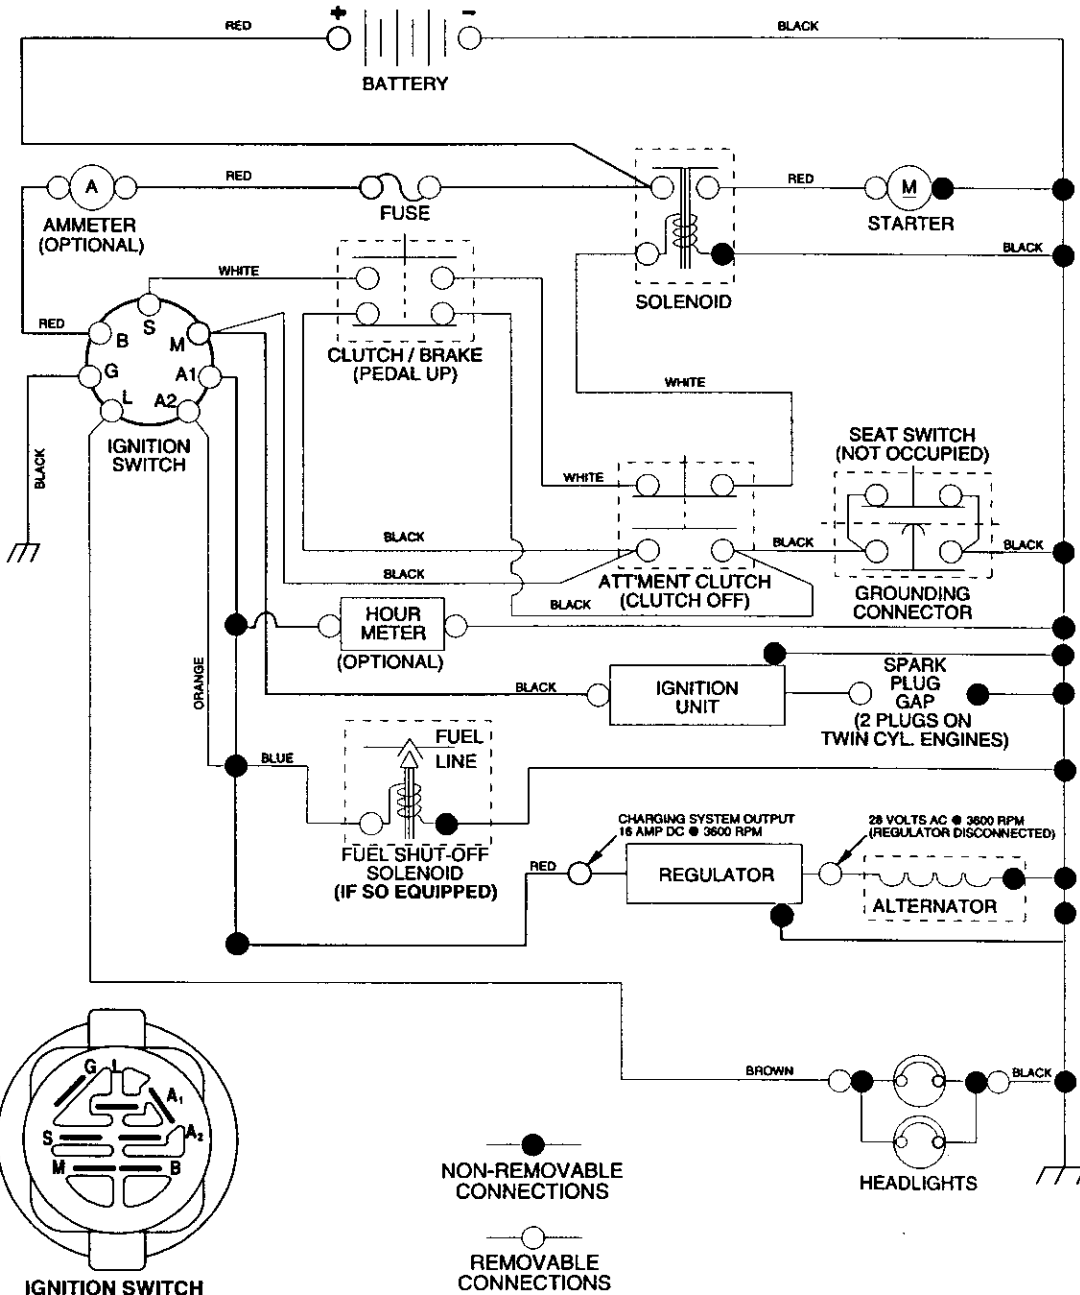 +
−
RED
BLACK
BATTERY
A
RED
RED
M
AMMETER
(OPTIONAL)
FUSE
STARTER
BLACK
WHITE
SOLENOID
RED
S
B
M
CLUTCH / BRAKE
(PEDAL UP)
G
A1
L
A2
WHITE
IGNITION
SWITCH
SEAT SWITCH
(NOT OCCUPIED)
BLACK
WHITE
BLACK
BLACK
BLACK
BLACK
ATT'MENT CLUTCH
(CLUTCH OFF)
GROUNDING
CONNECTOR
BLACK
HOUR
METER
(OPTIONAL)
ORANGE
BLACK
IGNITION
UNIT
SPARK
PLUG
GAP
(2 PLUGS ON
TWIN CYL. ENGINES)
FUEL
LINE
BLUE
CHARGING SYSTEM OUTPUT
16 AMP DC @ 3600 RPM
28 VOLTS AC @ 3600 RPM
(REGULATOR DISCONNECTED)
FUEL SHUT-OFF
SOLENOID
(IF SO EQUIPPED)
RED
REGULATOR
ALTERNATOR
G
L
A1
S
A2
M
B
IGNITION SWITCH
BROWN
BLACK
HEADLIGHTS
NON-REMOVABLE
CONNECTIONS
REMOVABLE
CONNECTIONS